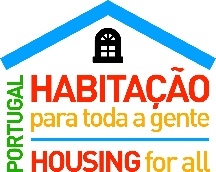 PORTUGAL
HABITAÇÃO
para toda a gente
HOUSING for all